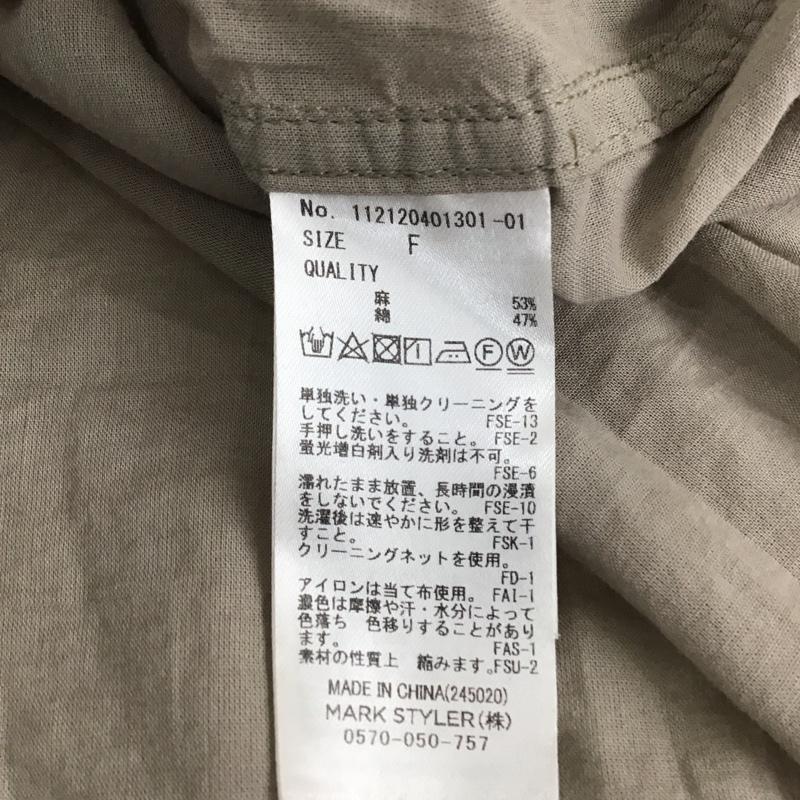 No. 112120401301-01
SIZE F
QUALITY
麻 53%
綿 47%
F W
単独洗い・単独クリーニングを
してください。 FSE-13
手押し洗いをすること。 FSE-2
蛍光増白剤入り洗剤は不可。
FSE-6
濡れたまま放置、長時間の浸漬
をしないでください。 FSE-10
洗濯後は速やかに形を整えて干
すこと。 FSK-1
クリーニングネットを使用。
FD-1
アイロンは当て布使用。 FAI-1
濃色は摩擦や汗・水分によって
色落ち 色移りすることがあり
ます。 FAS-1
素材の性質上 縮みます。FSU-2
MADE IN CHINA(245020)
MARK STYLER(株)
0570-050-757